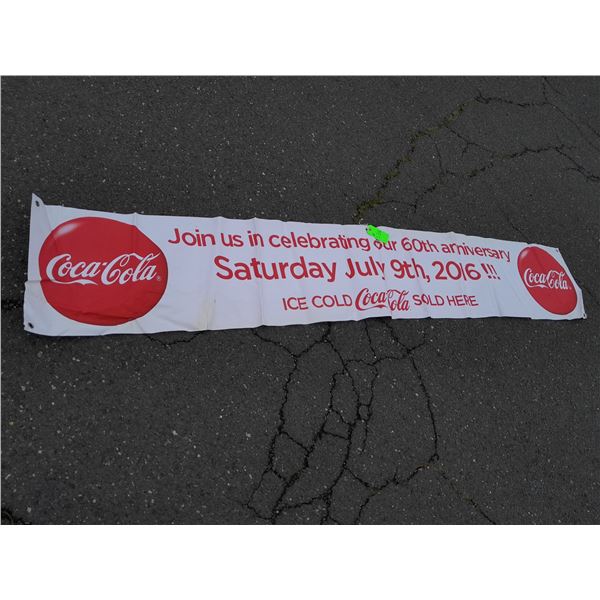 Coca-Cola®
Join us in celebrating our 60th anniversary
Saturday July 9th, 2016 !!!
ICE COLD Coca-Cola SOLD HERE
Coca-Cola